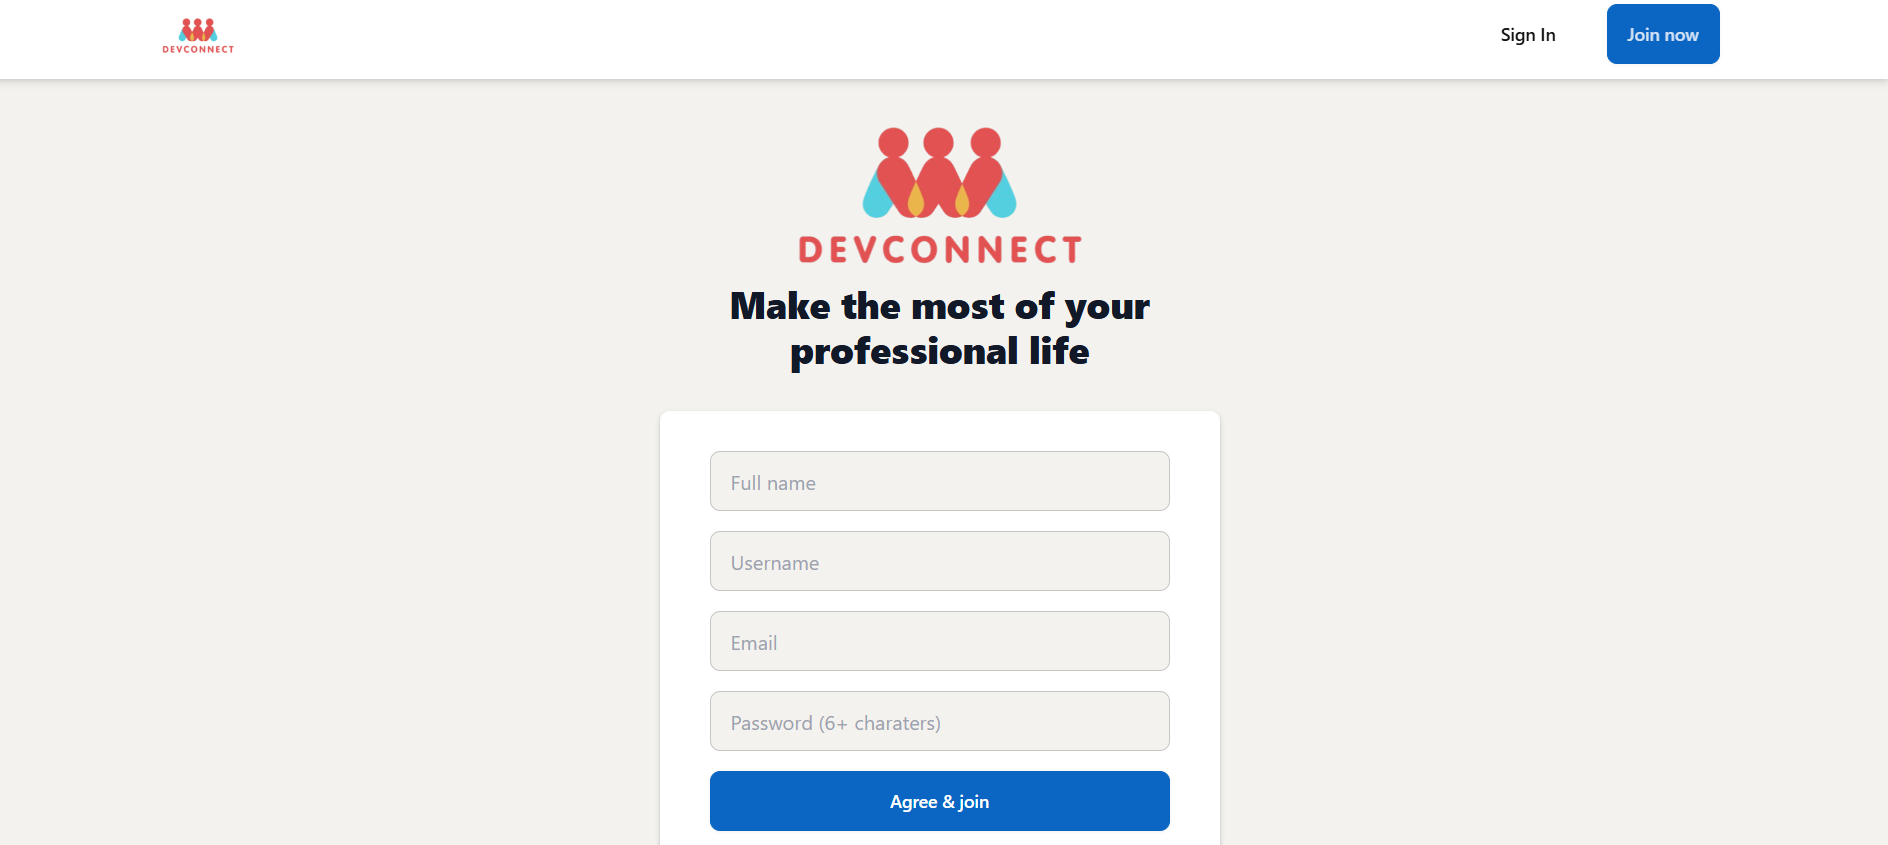 DEVCONNECT
Sign In
Join now
DEVCONNECT
Make the most of your
professional life
Full name
Username
Email
Password (6+ charaters)
Agree & join